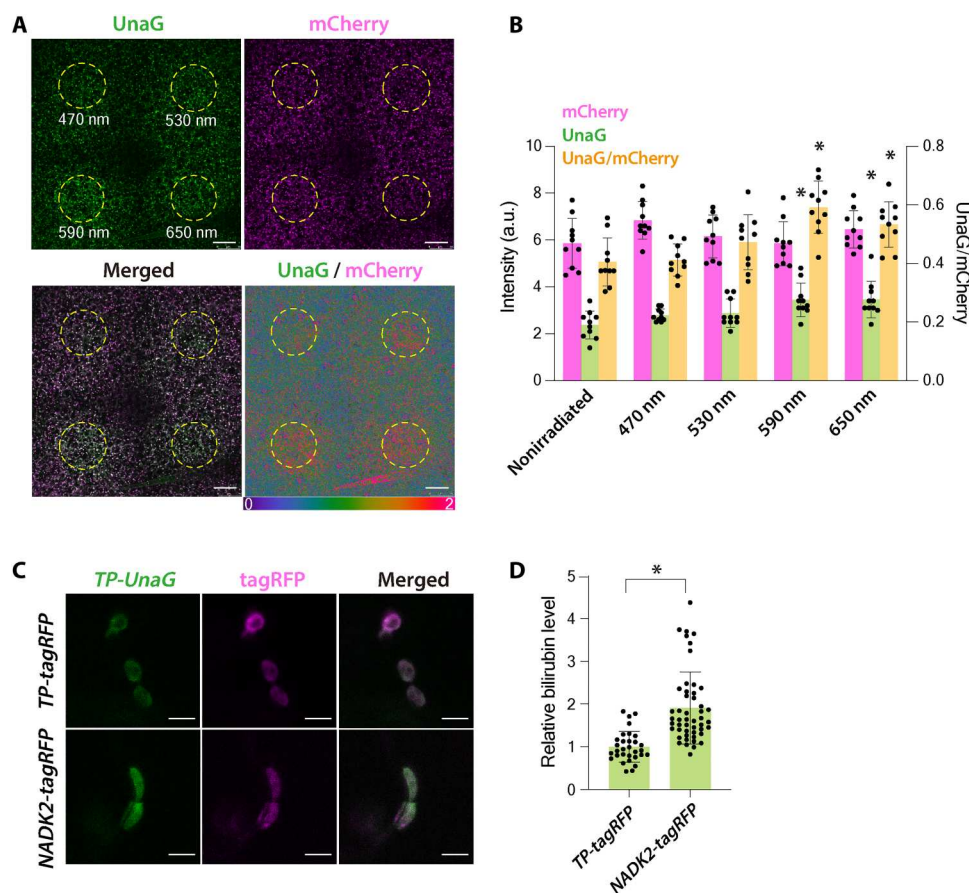 A
UnaG
mCherry
470 nm
530 nm
590 nm
650 nm
Merged
UnaG / mCherry
0
2
B
mCherry
UnaG
UnaG/mCherry
10
8
6
4
2
0
Intensity (a.u.)
* * * *
0.8
0.6
0.4
0.2
0.0
UnaG/mCherry
Nonirradiated
470 nm
530 nm
590 nm
650 nm
C
TP-UnaG
tagRFP
Merged
TP-tagRFP
NADK2-tagRFP
D
5
4
3
2
1
0
Relative bilirubin level
*
TP-tagRFP
NADK2-tagRFP